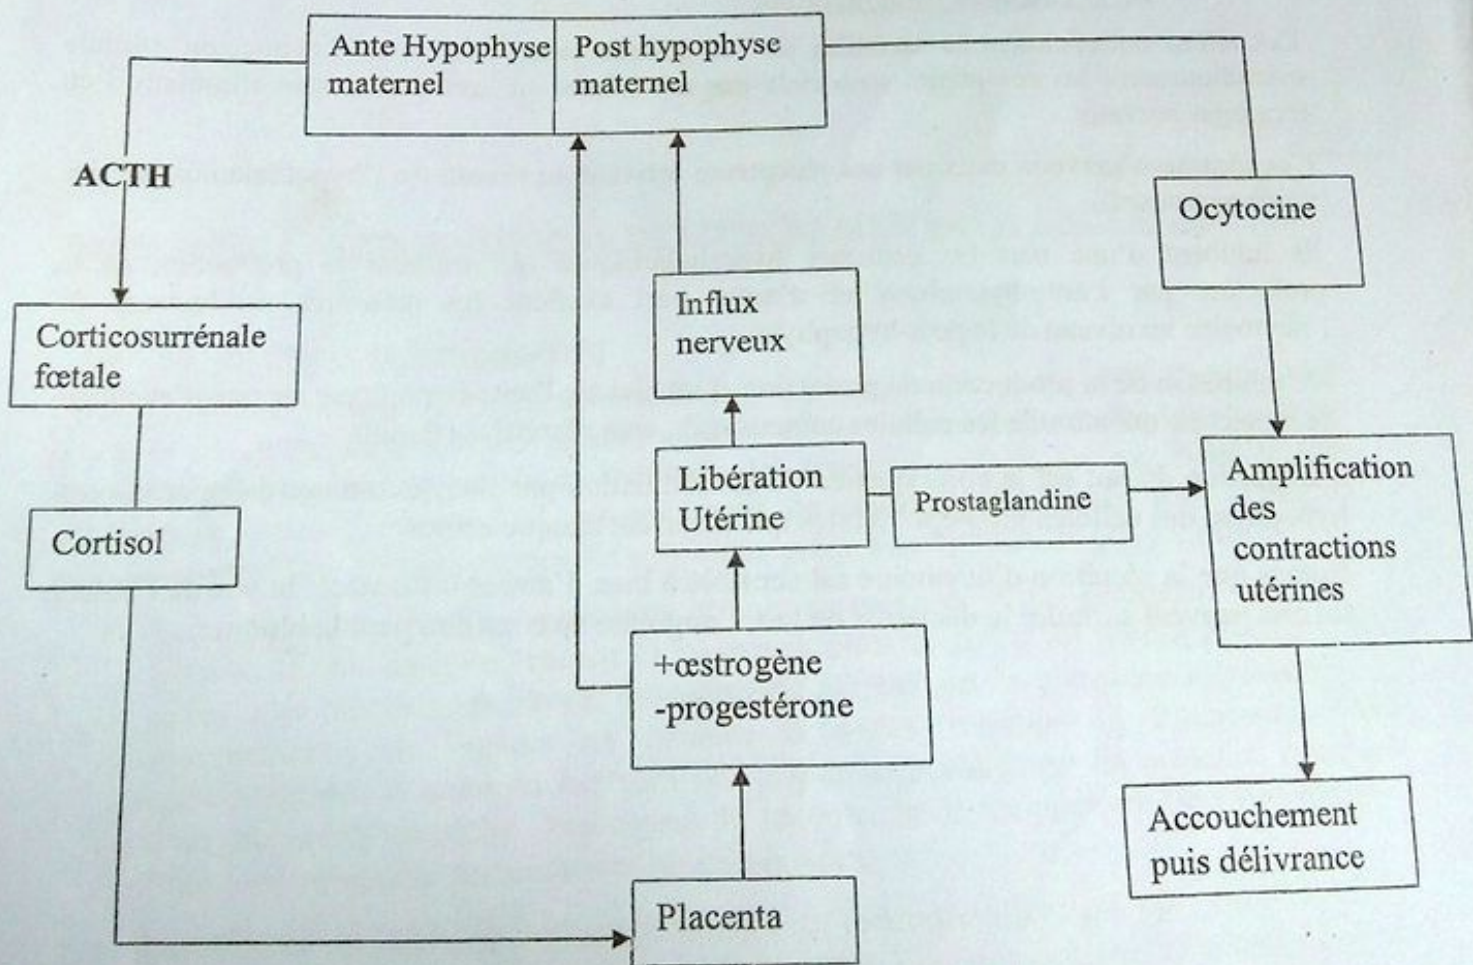 Ante Hypophyse
maternel
Post hypophyse
maternel
ACTH
Ocytocine
Corticosurrénale
fœtale
Influx
nerveux
Cortisol
Libération
Utérine
Prostaglandine
Amplification
des
contractions
utérines
+œstrogène
-progestérone
Accouchement
puis délivrance
Placenta